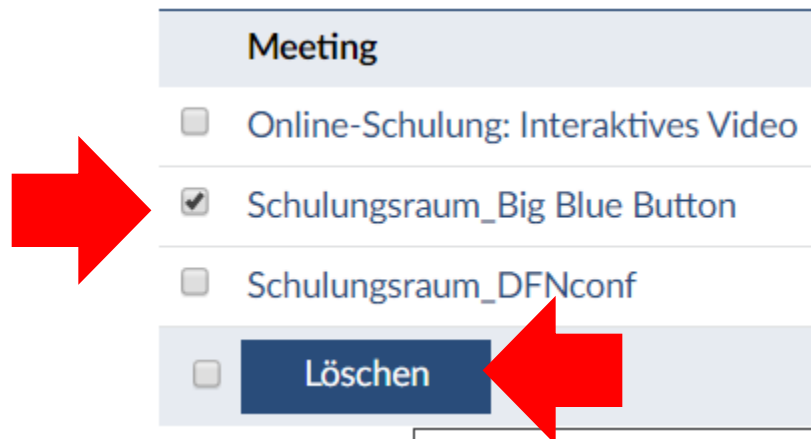 Meeting
Online-Schulung: Interaktives Video
Schulungsraum_Big Blue Button
Schulungsraum_DFNconf
Löschen